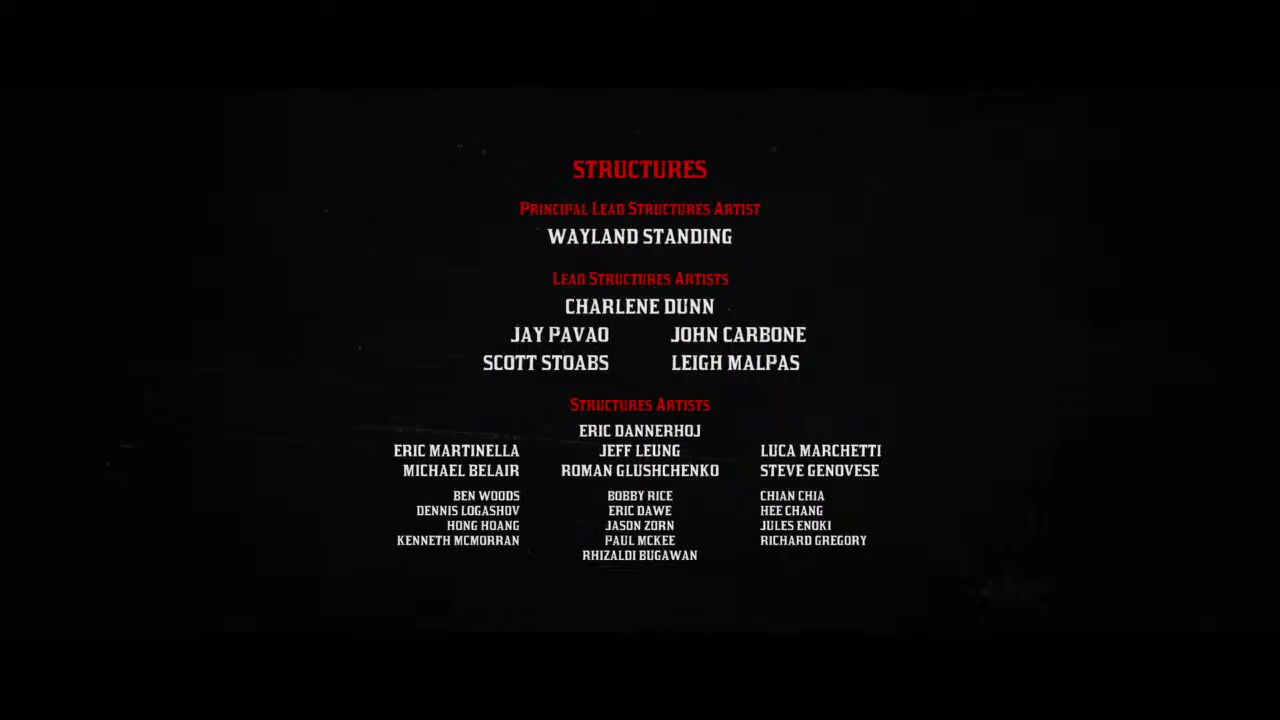 STRUCTURES
PRINCIPAL LEAD STRUCTURES ARTIST
WAYLAND STANDING
LEAD STRUCTURES ARTISTS
CHARLENE DUNN
JAY PAVAO JOHN CARBONE
SCOTT STOABS LEIGH MALPAS
STRUCTURES ARTISTS
ERIC DANNERHOJ
ERIC MARTINELLA JEFF LEUNG LUCA MARCHETTI
MICHAEL BELAIR ROMAN GLUSHCHENKO STEVE GENOVESE
BEN WOODS BOBBY RICE CHIAN CHIA
DENNIS LOGASHOV ERIC DAWE HEE CHANG
HONG HOANG JASON ZORN JULES ENOKI
KENNETH MCMORRAN PAUL MCKEE RICHARD GREGORY
RHIZALDI BUGAWAN